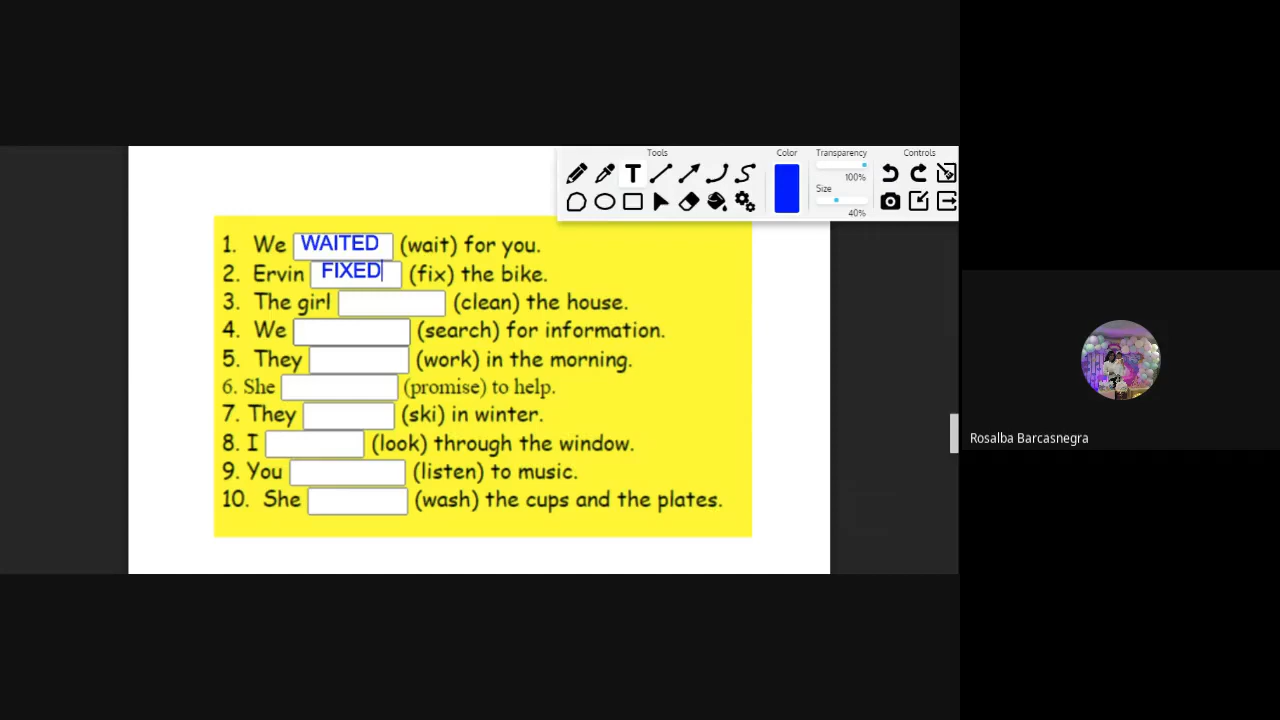 Tools
Color
Transparency
Controls
T
100%
Size
40%
1. We WAITED (wait) for you.
2. Ervin FIXED (fix) the bike.
3. The girl (clean) the house.
4. We (search) for information.
5. They (work) in the morning.
6. She (promise) to help.
7. They (ski) in winter.
8. I (look) through the window.
9. You (listen) to music.
10. She (wash) the cups and the plates.
Rosalba Barcasnegra